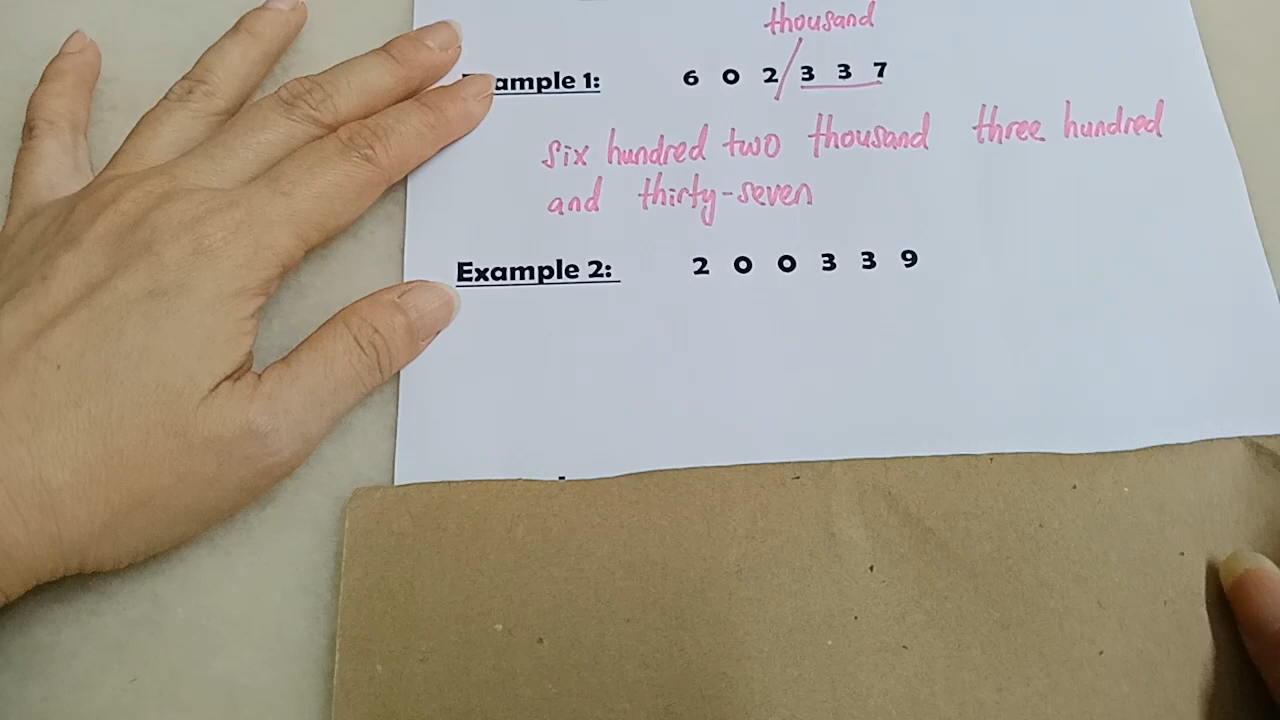 thousand
ample 1: 6 0 2/3 3 7
six hundred two thousand three hundred
and thirty-seven
Example 2: 2 0 0 3 3 9